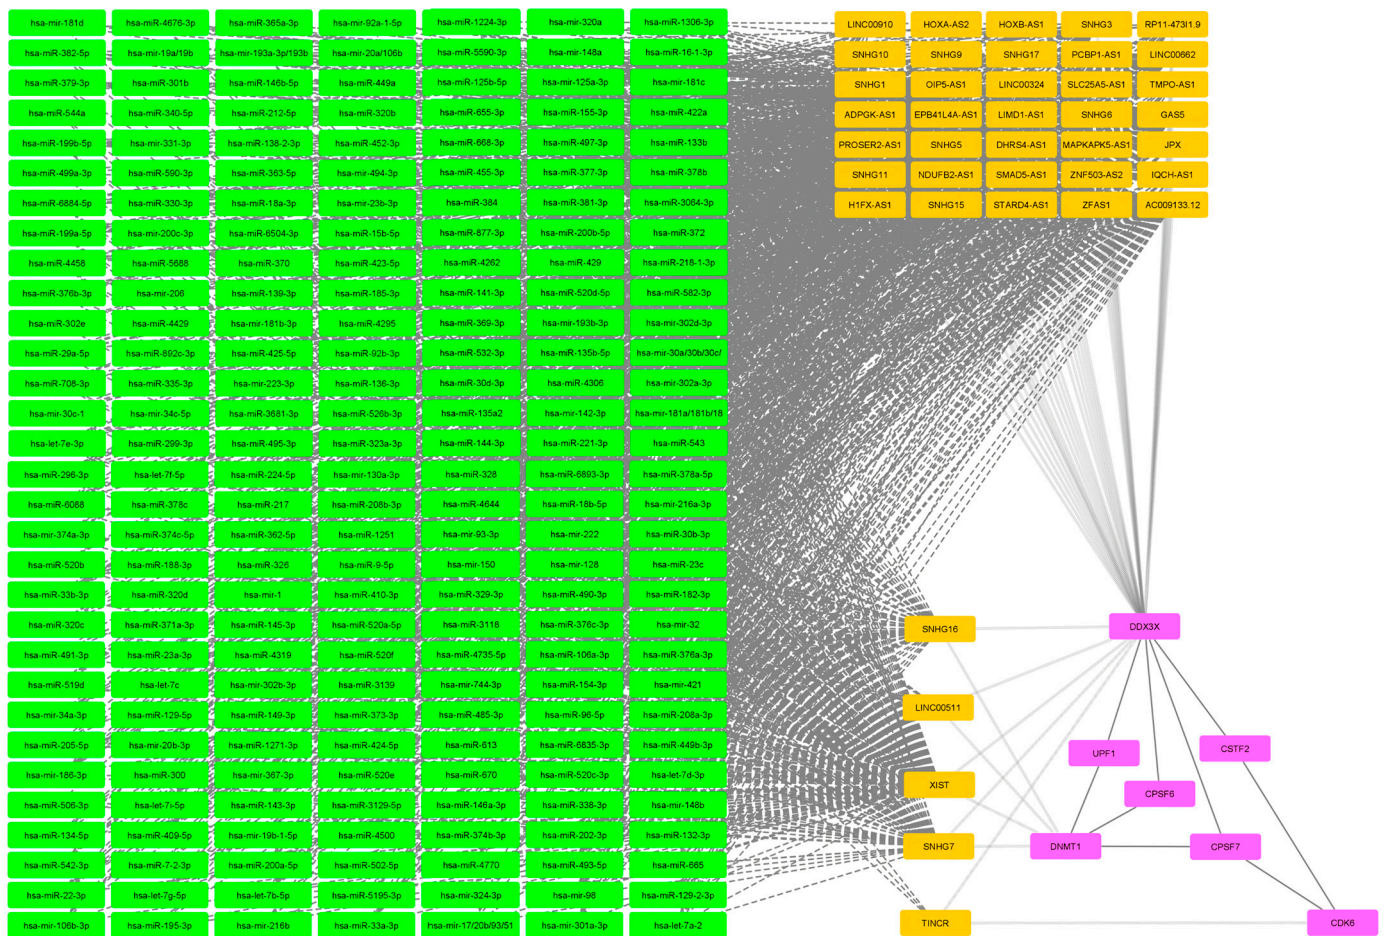 hsa-mir-181d hsa-miR-4676-3p hsa-miR-365a-3p hsa-mir-92a-1-5p hsa-miR-1224-3p hsa-mir-320a hsa-miR-1306-3p LINC00910 HOXA-AS2 HOXB-AS1 SNHG3 RP11-473I1.9
hsa-miR-382-5p hsa-mir-19a/19b hsa-mir-193a-3p/193b hsa-mir-20a/106b hsa-miR-5590-3p hsa-mir-148a hsa-miR-16-1-3p SNHG10 SNHG9 SNHG17 PCBP1-AS1 LINC00662
hsa-miR-379-3p hsa-miR-301b hsa-miR-146b-5p hsa-miR-449a hsa-miR-125b-5p hsa-mir-125a-3p hsa-mir-181c SNHG1 OIP5-AS1 LINC00324 SLC25A5-AS1 TMPO-AS1
hsa-miR-544a hsa-miR-340-5p hsa-miR-212-5p hsa-miR-320b hsa-miR-655-3p hsa-miR-155-3p hsa-miR-422a ADPGK-AS1 EPB41L4A-AS1 LIMD1-AS1 SNHG6 GAS5
hsa-miR-199b-5p hsa-mir-331-3p hsa-miR-138-2-3p hsa-miR-452-3p hsa-miR-668-3p hsa-miR-497-3p hsa-miR-133b PROSER2-AS1 SNHG5 DHRS4-AS1 MAPKAPK5-AS1 JPX
hsa-miR-499a-3p hsa-miR-590-3p hsa-miR-363-5p hsa-mir-494-3p hsa-miR-455-3p hsa-miR-377-3p hsa-miR-378b SNHG11 NDUFB2-AS1 SMAD5-AS1 ZNF503-AS2 IQCH-AS1
hsa-miR-6884-5p hsa-miR-330-3p hsa-miR-18a-3p hsa-mir-23b-3p hsa-miR-384 hsa-miR-381-3p hsa-miR-3064-3p H1FX-AS1 SNHG15 STARD4-AS1 ZFAS1 AC009133.12
hsa-miR-199a-5p hsa-mir-200c-3p hsa-miR-6504-3p hsa-miR-15b-5p hsa-miR-877-3p hsa-miR-200b-5p hsa-miR-372
hsa-miR-4458 hsa-miR-5688 hsa-miR-370 hsa-miR-423-5p hsa-miR-4262 hsa-miR-429 hsa-miR-218-1-3p
hsa-miR-376b-3p hsa-mir-206 hsa-miR-139-3p hsa-miR-185-3p hsa-miR-141-3p hsa-miR-520d-5p hsa-miR-582-3p
hsa-miR-302e hsa-miR-4429 hsa-mir-181b-3p hsa-miR-4295 hsa-miR-369-3p hsa-mir-193b-3p hsa-mir-302d-3p
hsa-miR-29a-5p hsa-miR-892c-3p hsa-miR-425-5p hsa-miR-92b-3p hsa-miR-532-3p hsa-miR-135b-5p hsa-mir-30a/30b/30c/
hsa-miR-708-3p hsa-miR-335-3p hsa-mir-223-3p hsa-miR-136-3p hsa-miR-30d-3p hsa-miR-4306 hsa-mir-302a-3p
hsa-mir-30c-1 hsa-mir-34c-5p hsa-miR-3681-3p hsa-miR-526b-3p hsa-miR-135a2 hsa-mir-142-3p hsa-mir-181a/181b/18
hsa-let-7e-3p hsa-miR-299-3p hsa-miR-495-3p hsa-miR-323a-3p hsa-miR-144-3p hsa-miR-221-3p hsa-miR-543
hsa-miR-296-3p hsa-let-7f-5p hsa-miR-224-5p hsa-mir-130a-3p hsa-miR-328 hsa-miR-6893-3p hsa-miR-378a-5p
hsa-miR-6088 hsa-miR-378c hsa-miR-217 hsa-miR-208b-3p hsa-miR-4644 hsa-miR-18b-5p hsa-mir-216a-3p
hsa-mir-374a-3p hsa-miR-374c-5p hsa-miR-362-5p hsa-miR-1251 hsa-mir-93-3p hsa-mir-222 hsa-miR-30b-3p
hsa-miR-520b hsa-miR-188-3p hsa-miR-326 hsa-miR-9-5p hsa-mir-150 hsa-mir-128 hsa-miR-23c
hsa-miR-33b-3p hsa-miR-320d hsa-mir-1 hsa-miR-410-3p hsa-miR-329-3p hsa-miR-490-3p hsa-miR-182-3p
hsa-miR-320c hsa-miR-371a-3p hsa-miR-145-3p hsa-miR-520a-5p hsa-miR-3118 hsa-miR-376c-3p hsa-mir-32 SNHG16 DDX3X
hsa-miR-491-3p hsa-miR-23a-3p hsa-miR-4319 hsa-miR-520f hsa-miR-4735-5p hsa-miR-106a-3p hsa-miR-376a-3p
hsa-miR-519d hsa-let-7c hsa-mir-302b-3p hsa-miR-3139 hsa-mir-744-3p hsa-miR-154-3p hsa-mir-421
hsa-mir-34a-3p hsa-miR-129-5p hsa-miR-149-3p hsa-miR-373-3p hsa-miR-485-3p hsa-miR-96-5p hsa-miR-208a-3p LINC00511
hsa-miR-205-5p hsa-mir-20b-3p hsa-miR-1271-3p hsa-miR-424-5p hsa-miR-613 hsa-miR-6835-3p hsa-miR-449b-3p UPF1 CSTF2
hsa-mir-186-3p hsa-miR-300 hsa-mir-367-3p hsa-miR-520e hsa-miR-670 hsa-miR-520c-3p hsa-let-7d-3p XIST
hsa-miR-506-3p hsa-let-7i-5p hsa-miR-143-3p hsa-miR-3129-5p hsa-miR-146a-3p hsa-miR-338-3p hsa-mir-148b CPSF6
hsa-miR-134-5p hsa-miR-409-5p hsa-mir-19b-1-5p hsa-miR-4500 hsa-miR-374b-3p hsa-miR-202-3p hsa-miR-132-3p SNHG7 DNMT1 CPSF7
hsa-miR-542-3p hsa-miR-7-2-3p hsa-miR-200a-5p hsa-miR-502-5p hsa-miR-4770 hsa-miR-493-5p hsa-miR-665
hsa-miR-22-3p hsa-let-7g-5p hsa-let-7b-5p hsa-miR-5195-3p hsa-mir-324-3p hsa-mir-98 hsa-miR-129-2-3p
hsa-mir-106b-3p hsa-miR-195-3p hsa-mir-216b hsa-miR-33a-3p hsa-mir-17/20b/93/51 hsa-mir-301a-3p hsa-let-7a-2 TINCR CDK6